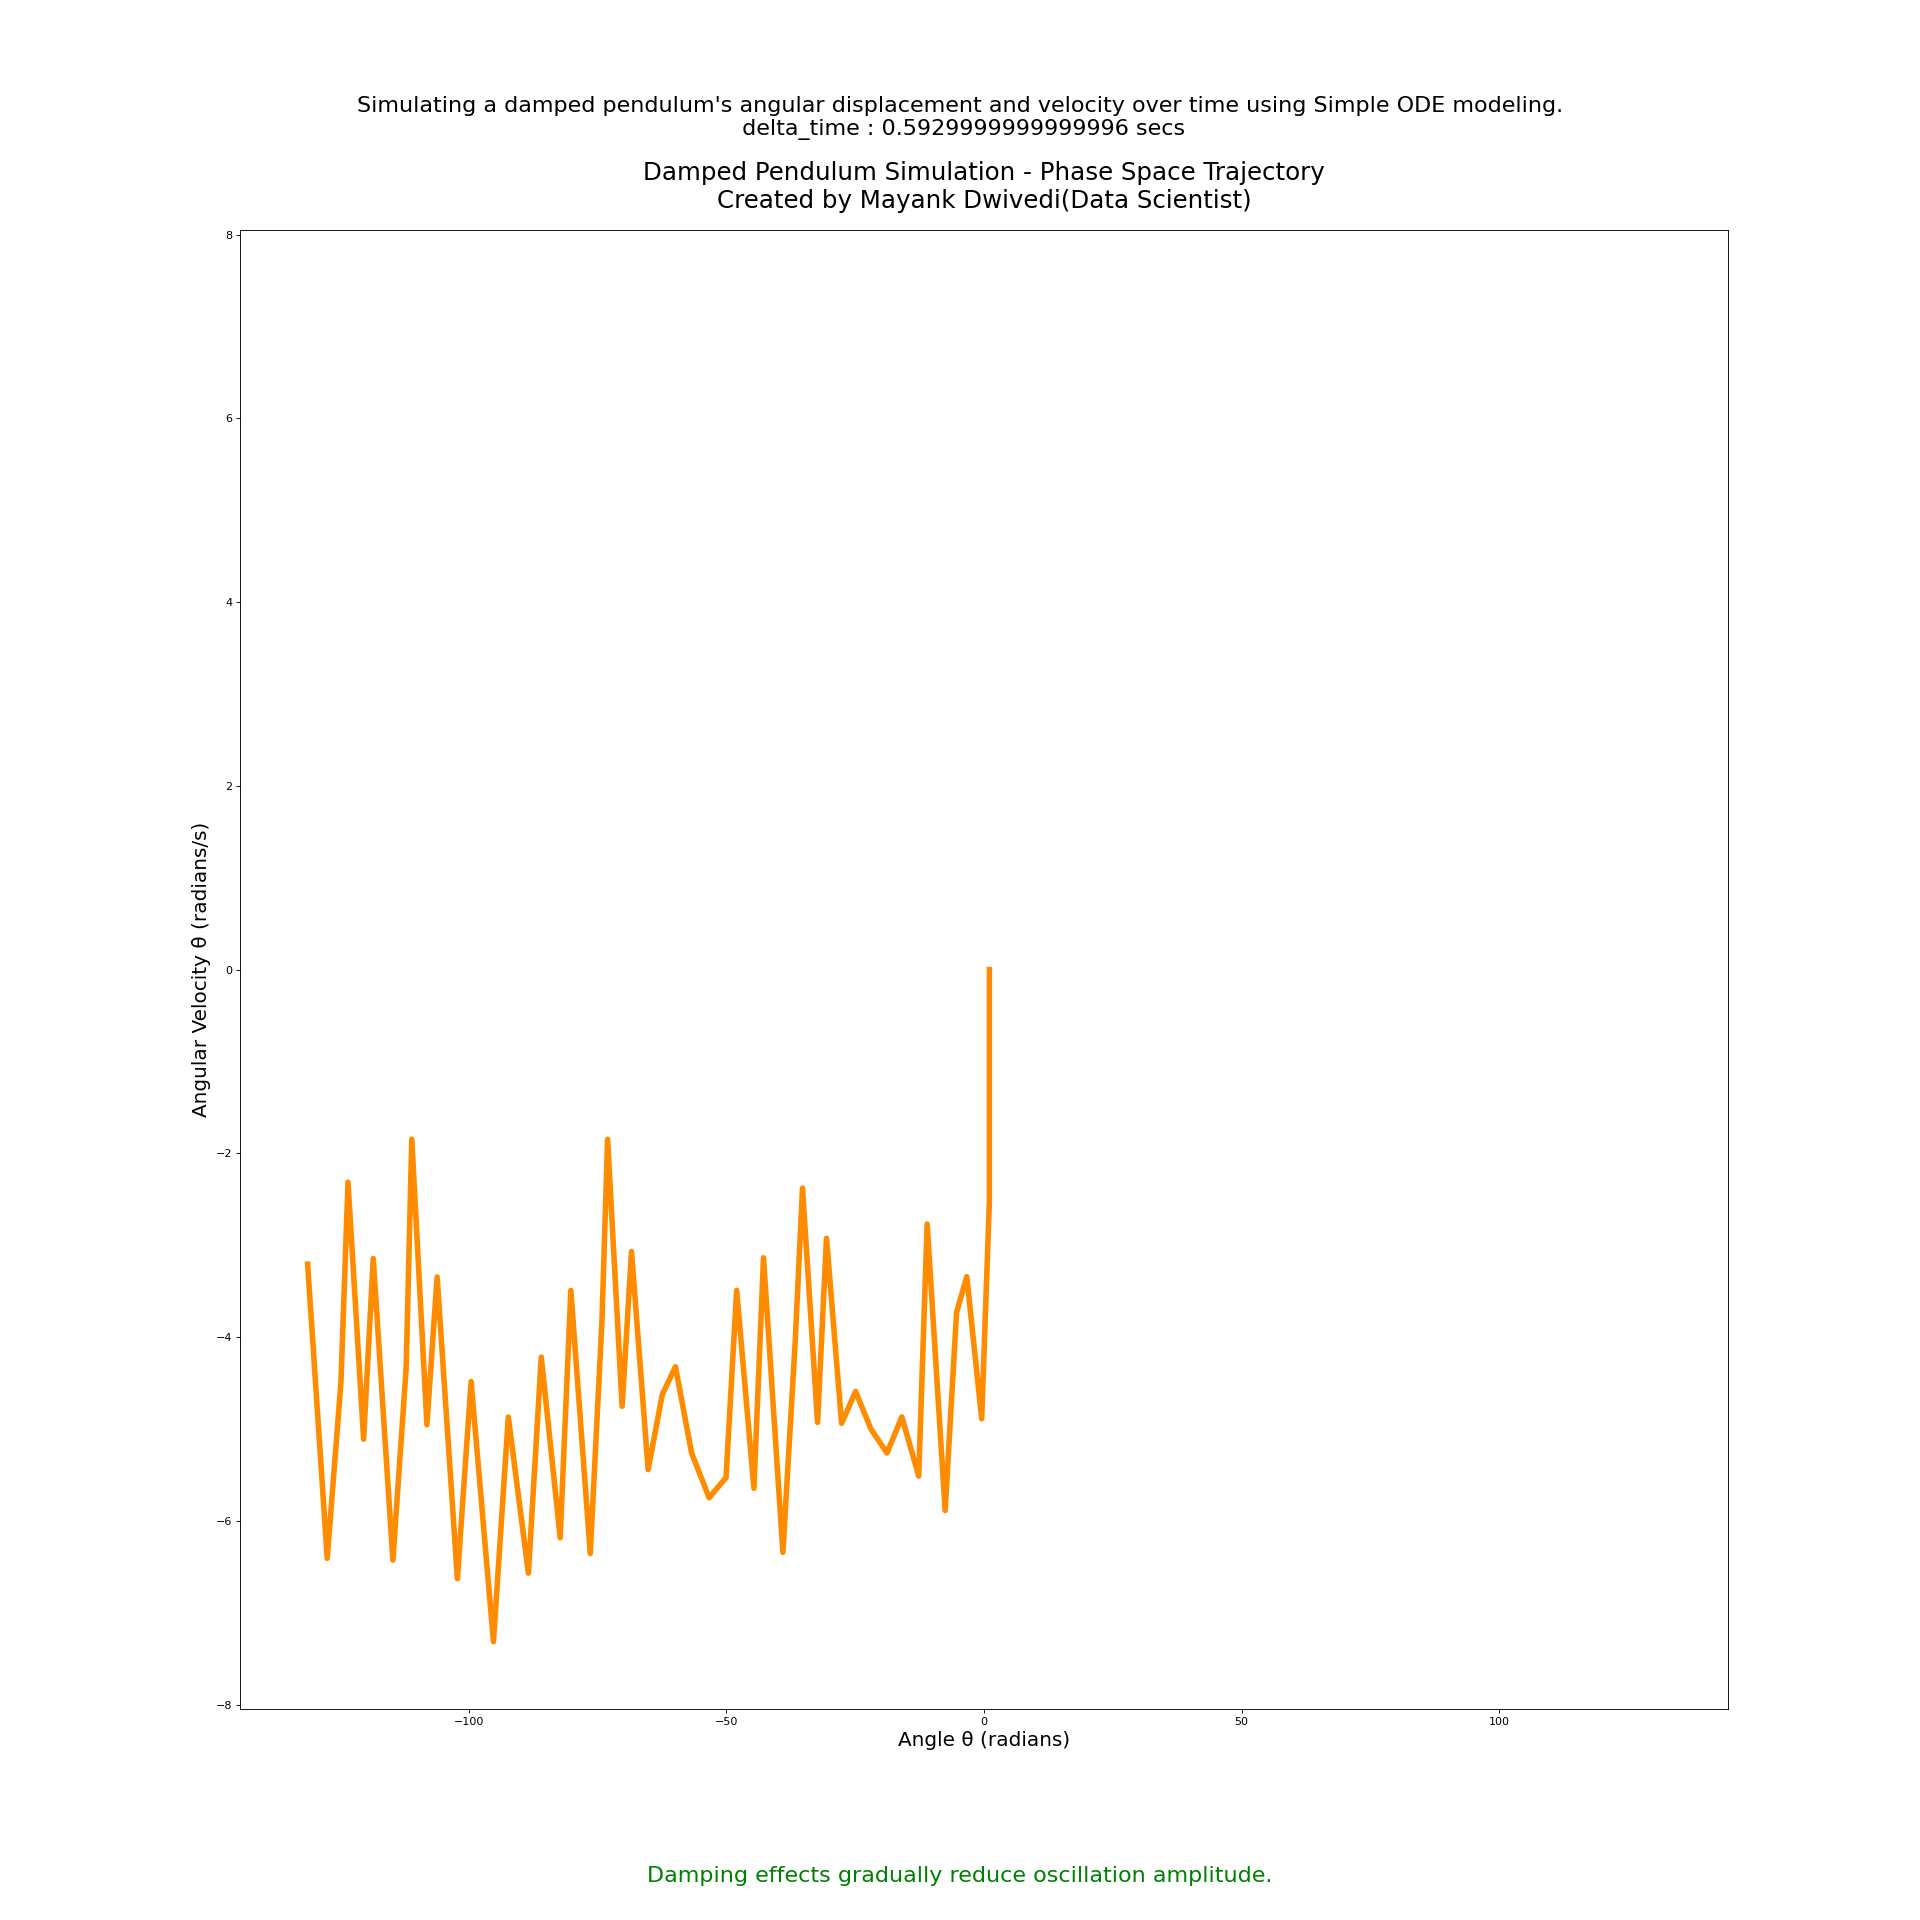 Simulating a damped pendulum's angular displacement and velocity over time using Simple ODE modeling.
delta_time : 0.5929999999999996 secs
Damped Pendulum Simulation - Phase Space Trajectory
Created by Mayank Dwivedi(Data Scientist)
8
6
4
2
0
−2
−4
−6
−8
Angular Velocity θ (radians/s)
−100
−50
0
50
100
Angle θ (radians)
Damping effects gradually reduce oscillation amplitude.